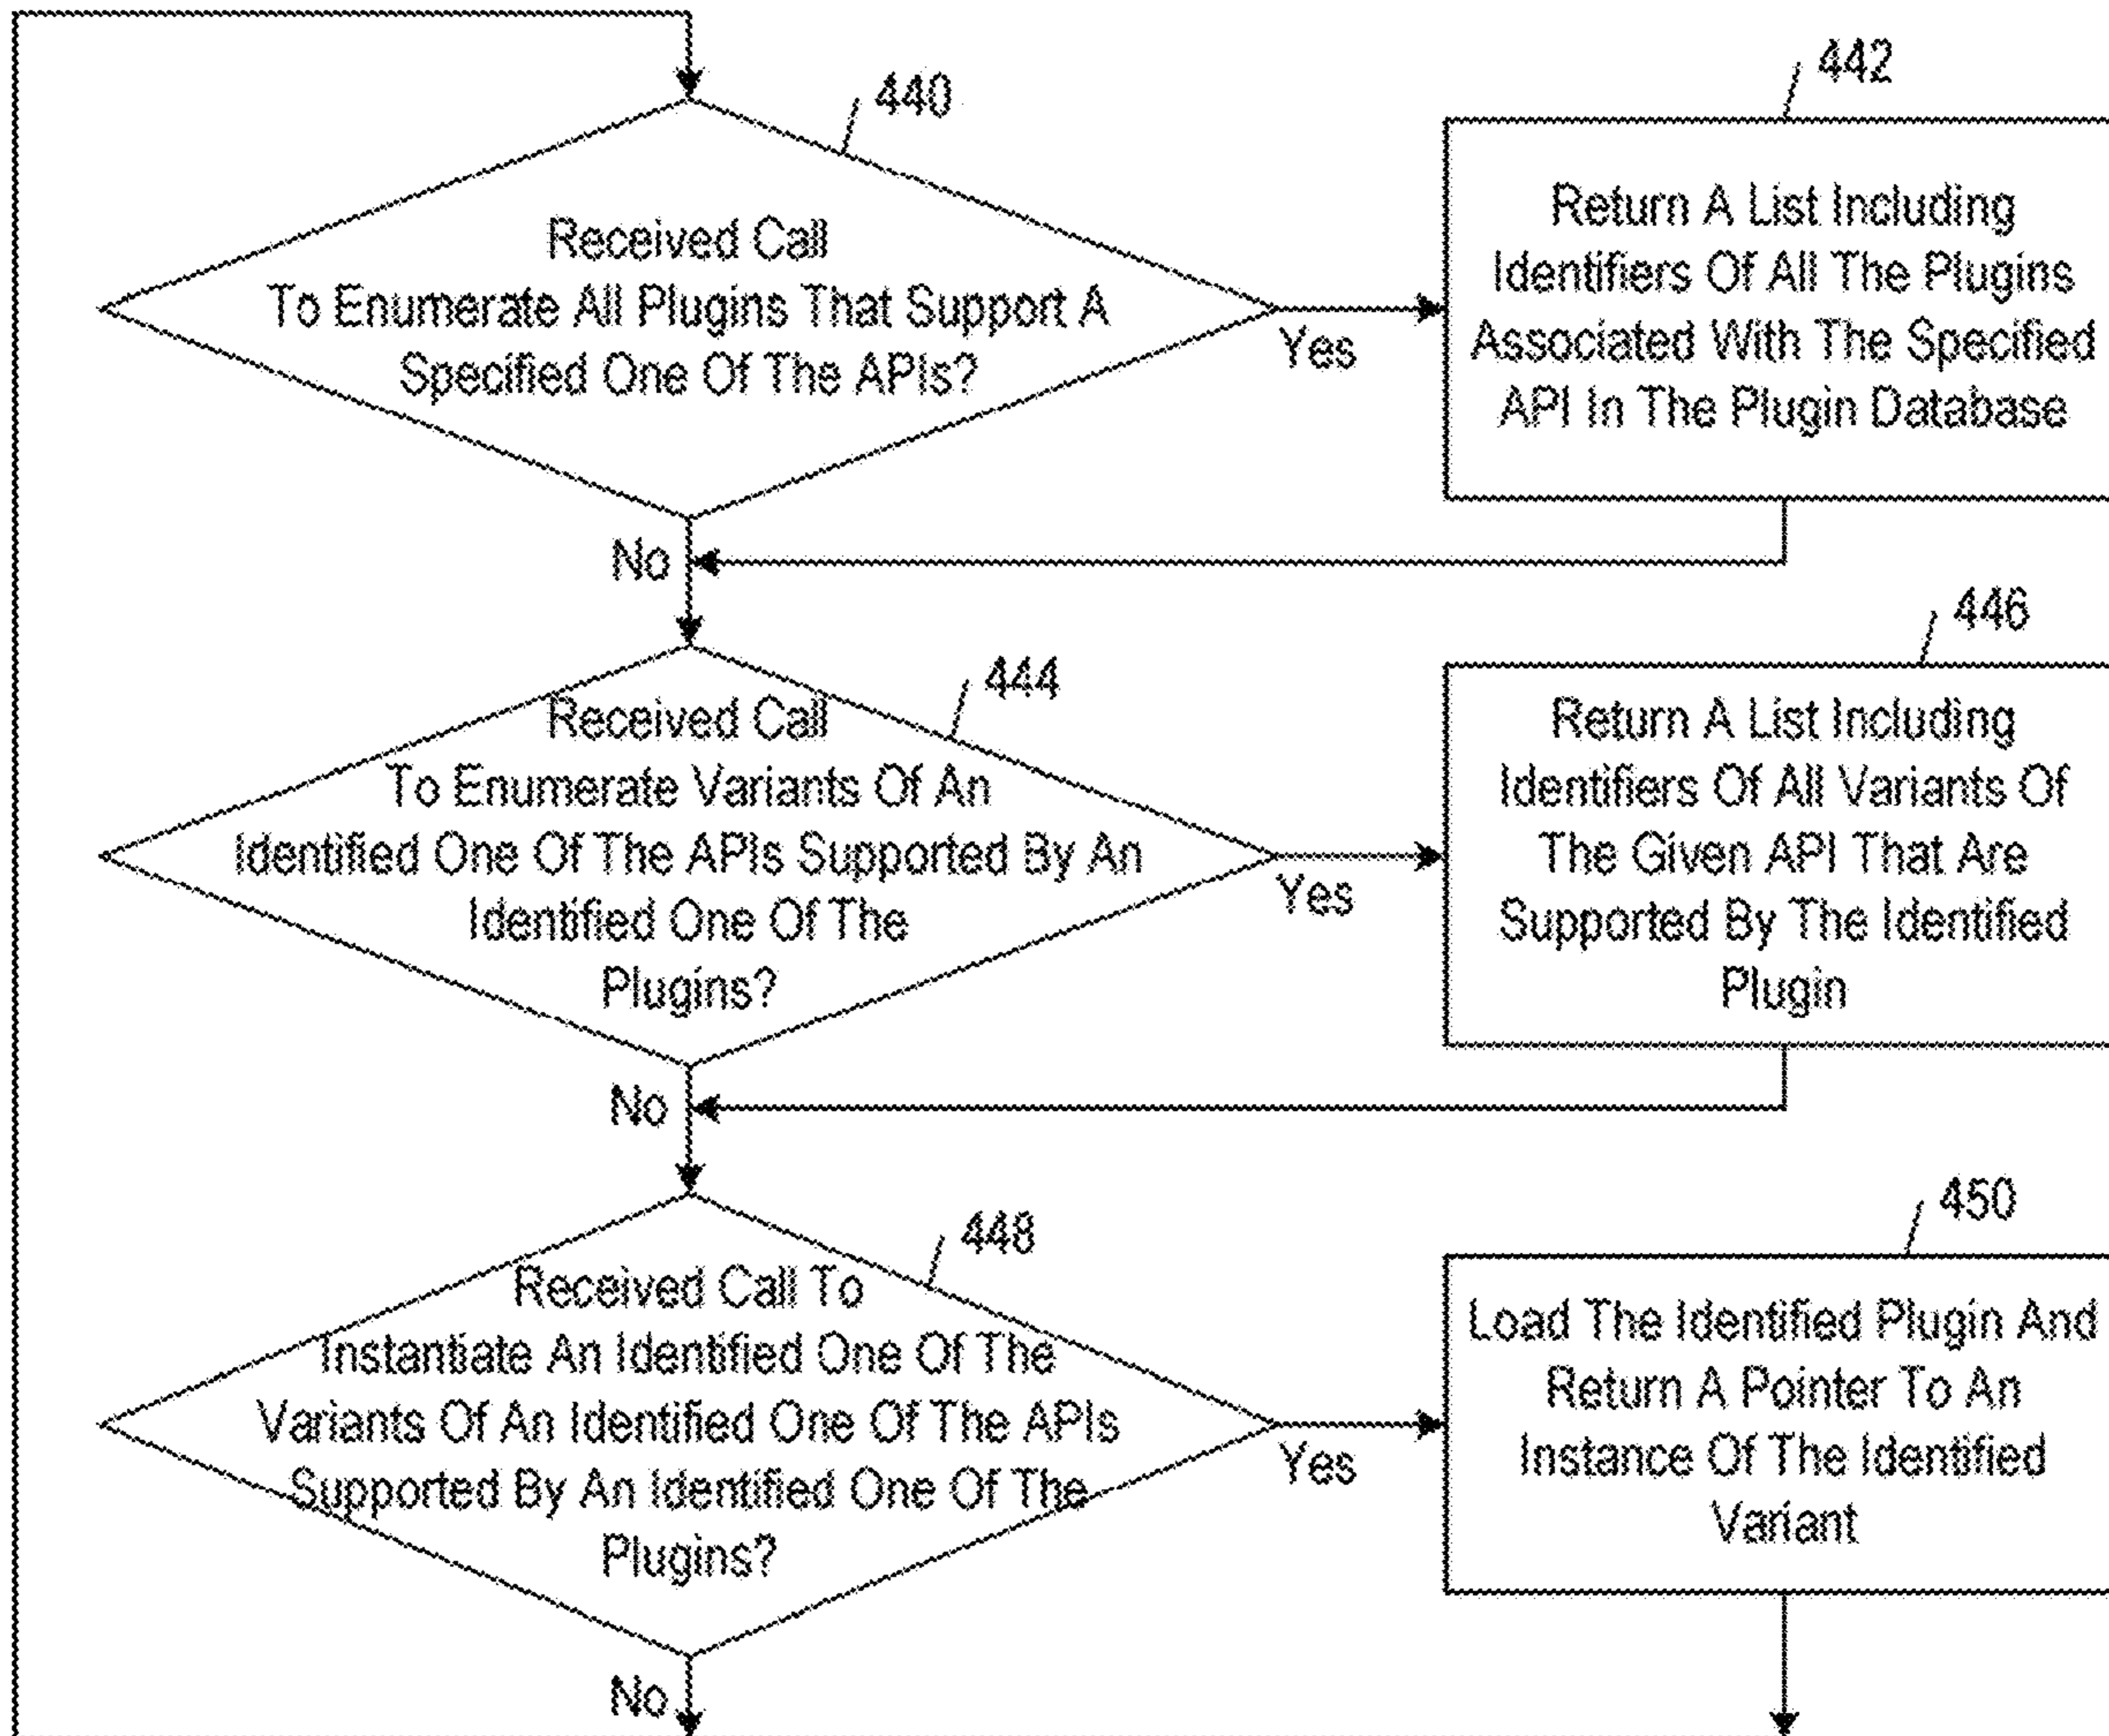 440
Received Call
To Enumerate All Plugins That Support A
Specified One Of The APIs?
Yes
No
442
Return A List Including
Identifiers Of All The Plugins
Associated With The Specified
API In The Plugin Database
444
Received Call
To Enumerate Variants Of An
Identified One Of The APIs Supported By An
Identified One Of The
Plugins?
Yes
No
446
Return A List Including
Identifiers Of All Variants Of
The Given API That Are
Supported By The Identified
Plugin
448
Received Call To
Instantiate An Identified One Of The
Variants Of An Identified One Of The APIs
Supported By An Identified One Of The
Plugins?
Yes
No
450
Load The Identified Plugin And
Return A Pointer To An
Instance Of The Identified
Variant